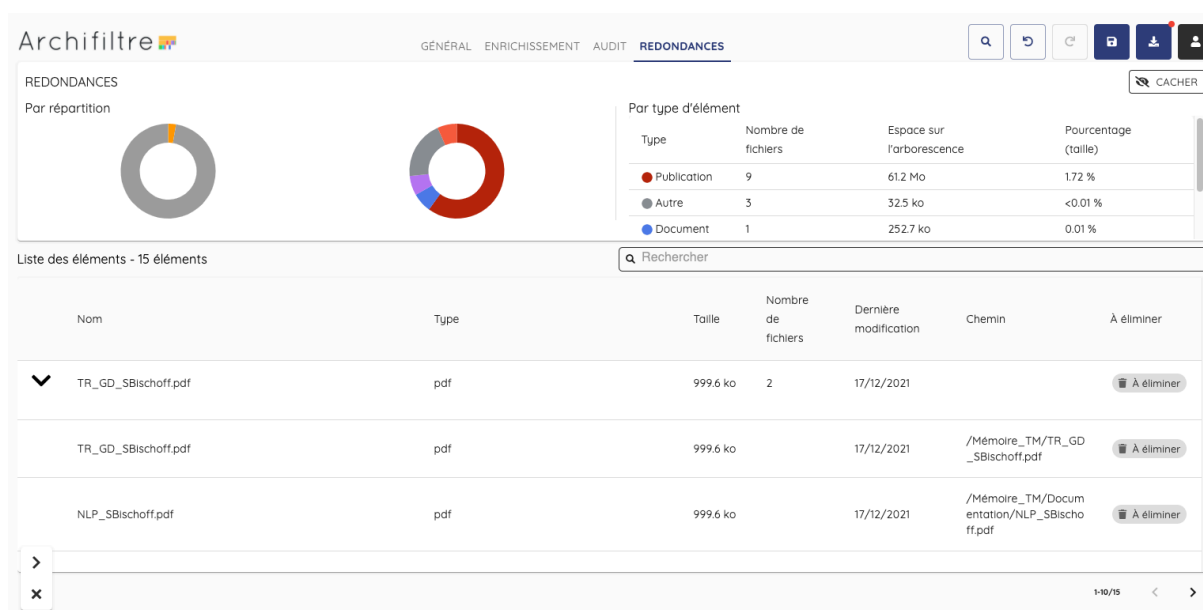 Archifiltre
GÉNÉRAL ENRICHISSEMENT AUDIT REDONDANCES
REDONDANCES
CACHER
Par répartition
Par type d'élément
Type
Nombre de
fichiers
Espace sur
l'arborescence
Pourcentage
(taille)
Publication 9 61.2 Mo 1.72 %
Autre 3 32.5 ko <0.01 %
Document 1 252.7 ko 0.01 %
Liste des éléments - 15 éléments
Rechercher
Nom
Type
Taille
Nombre
de
fichiers
Dernière
modification
Chemin
À éliminer
TR_GD_SBischoff.pdf pdf 999.6 ko 2 17/12/2021 À éliminer
TR_GD_SBischoff.pdf pdf 999.6 ko 17/12/2021
/Mémoire_TM/TR_GD
_SBischoff.pdf
À éliminer
NLP_SBischoff.pdf pdf 999.6 ko 17/12/2021
/Mémoire_TM/Docum
entation/NLP_SBischo
ff.pdf
À éliminer
1-10/15